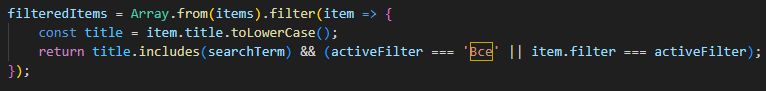 filteredItems = Array.from(items).filter(item => {
    const title = item.title.toLowerCase();
    return title.includes(searchTerm) && (activeFilter === 'Все' || item.filter === activeFilter);
});